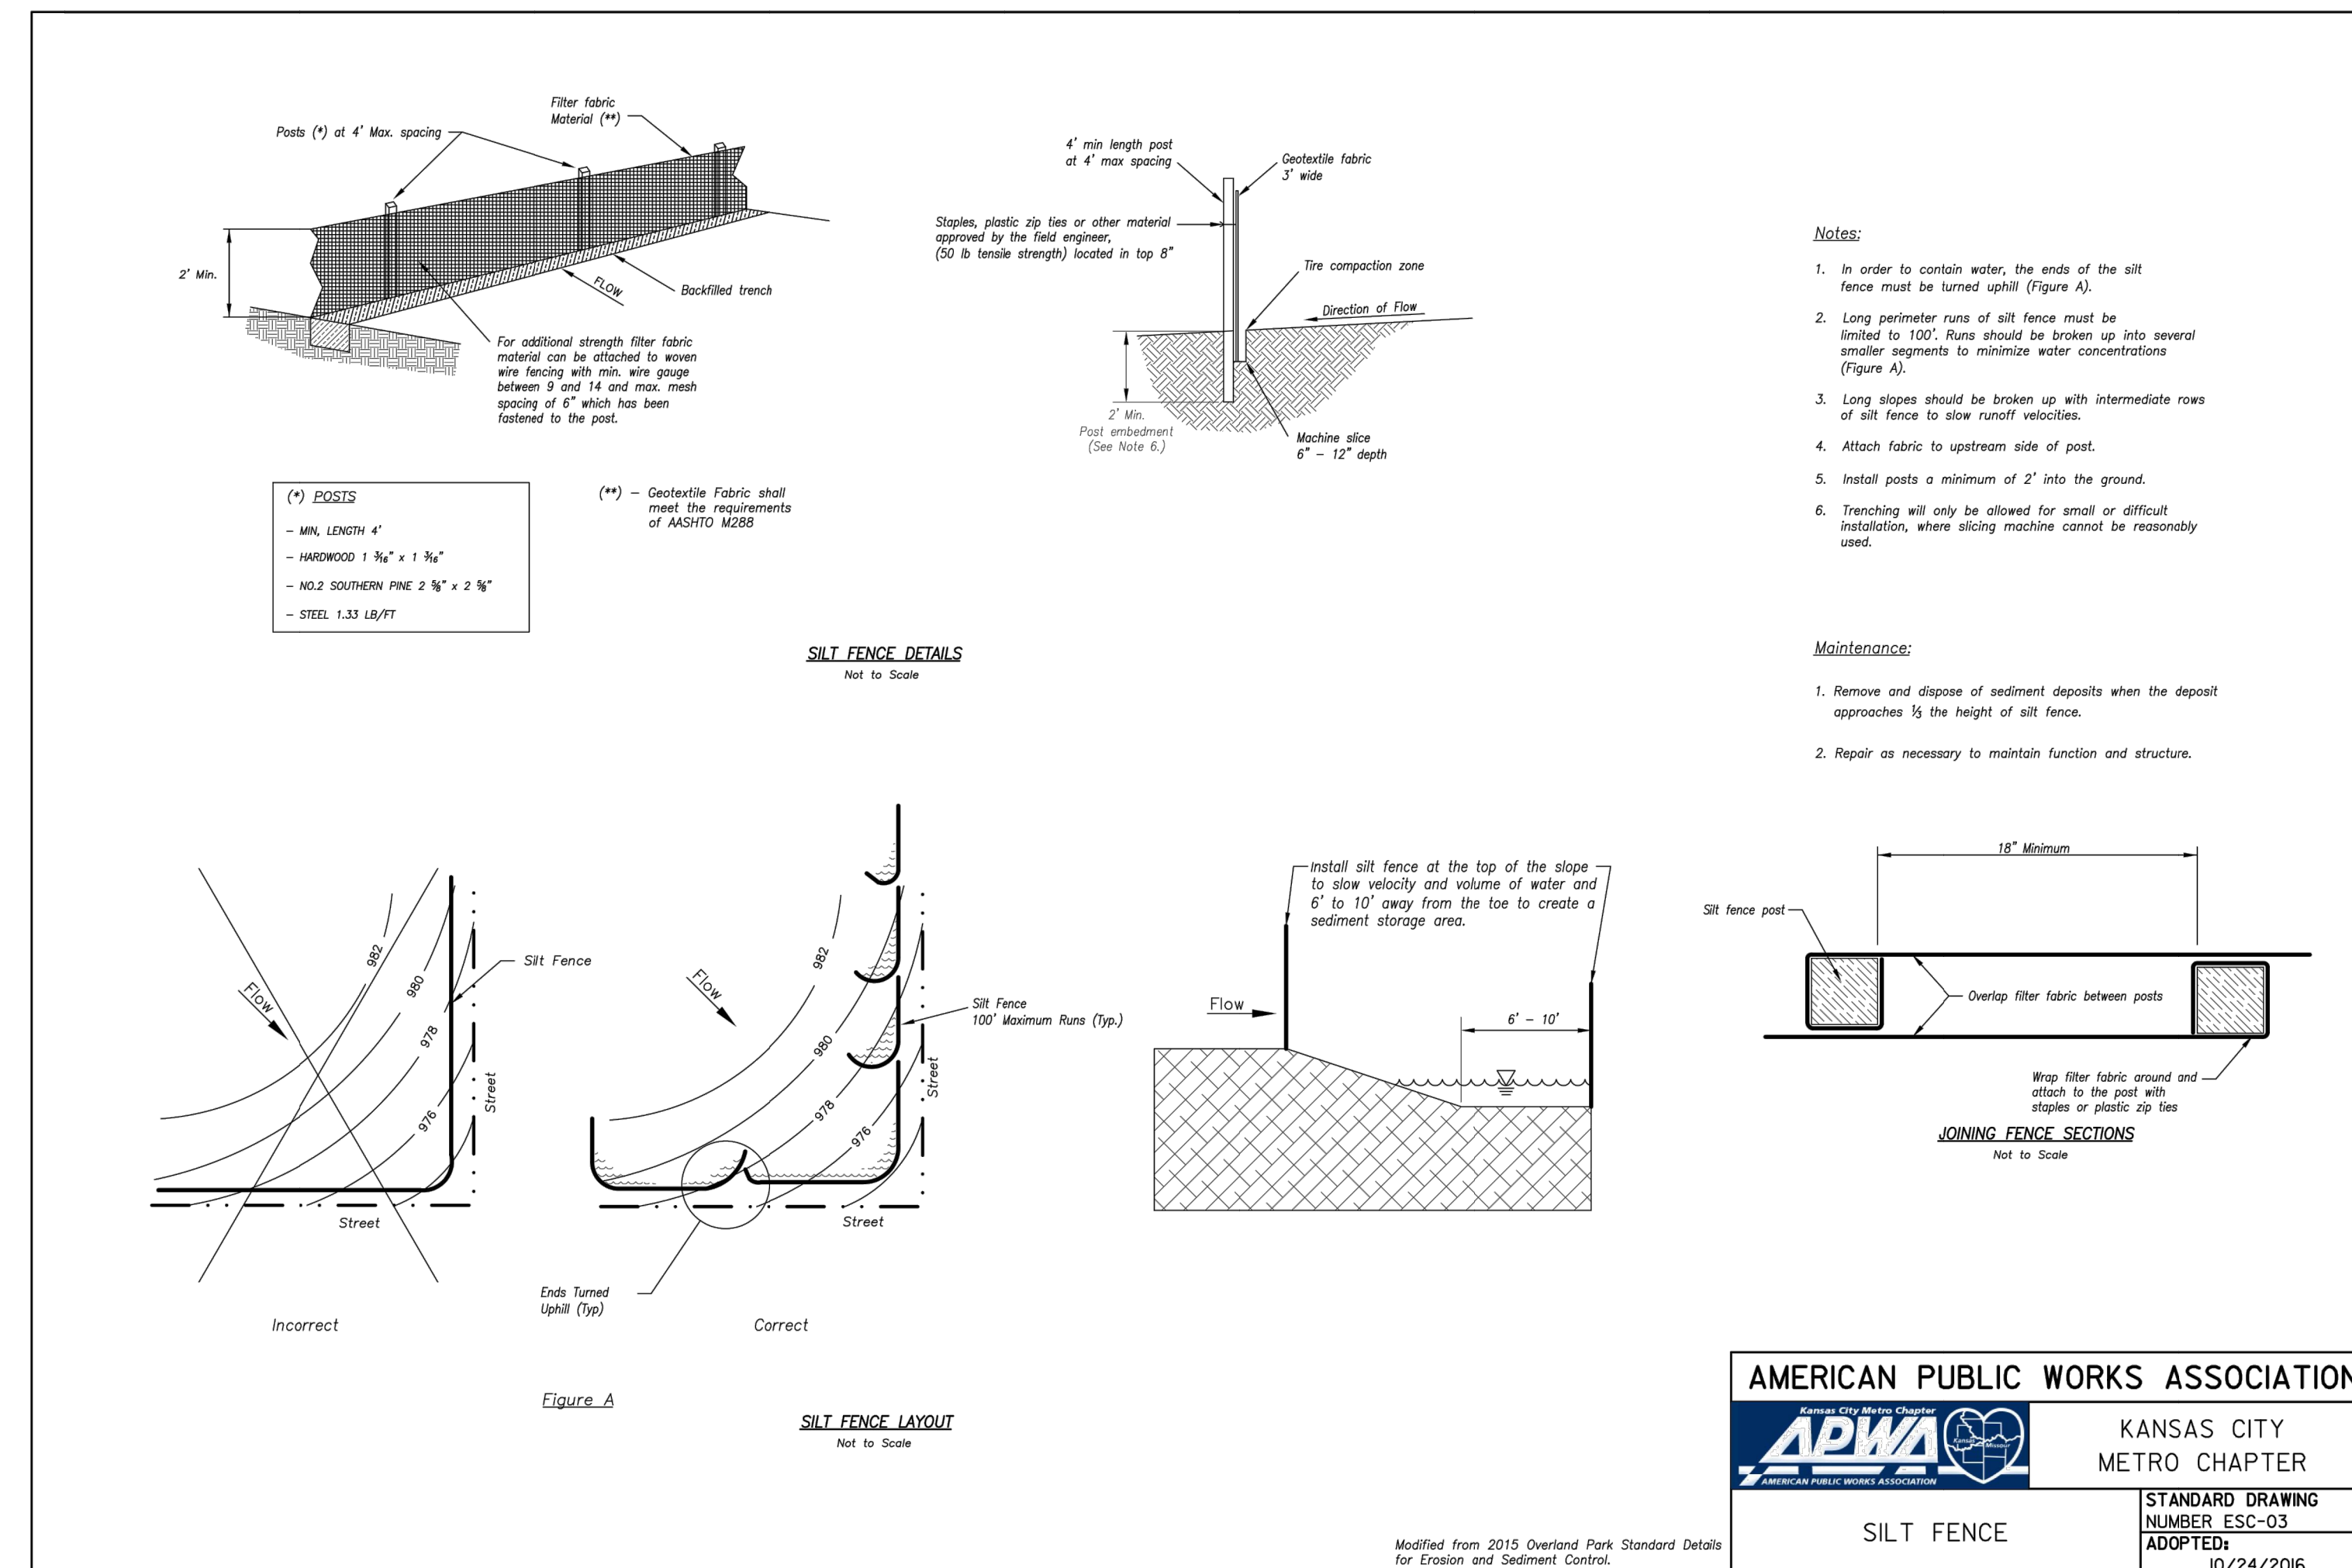 Filter fabric
Material (**)
Posts (*) at 4' Max. spacing
2' Min.
FLOW
Backfilled trench
For additional strength filter fabric
material can be attached to woven
wire fencing with min. wire gauge
between 9 and 14 and max. mesh
spacing of 6" which has been
fastened to the post.
4' min length post
at 4' max spacing
Geotextile fabric
3' wide
Staples, plastic zip ties or other material
approved by the field engineer,
(50 lb tensile strength) located in top 8"
Tire compaction zone
Direction of Flow
2' Min.
Post embedment
(See Note 6.)
Machine slice
6" – 12" depth
(*) POSTS
– MIN, LENGTH 4'
– HARDWOOD 1 3/16" x 1 3/16"
– NO.2 SOUTHERN PINE 2 5/8" x 2 5/8"
– STEEL 1.33 LB/FT
(**) – Geotextile Fabric shall
meet the requirements
of AASHTO M288
SILT FENCE DETAILS
Not to Scale
Notes:
1. In order to contain water, the ends of the silt
fence must be turned uphill (Figure A).
2. Long perimeter runs of silt fence must be
limited to 100'. Runs should be broken up into several
smaller segments to minimize water concentrations
(Figure A).
3. Long slopes should be broken up with intermediate rows
of silt fence to slow runoff velocities.
4. Attach fabric to upstream side of post.
5. Install posts a minimum of 2' into the ground.
6. Trenching will only be allowed for small or difficult
installation, where slicing machine cannot be reasonably
used.
Maintenance:
1. Remove and dispose of sediment deposits when the deposit
approaches 1/3 the height of silt fence.
2. Repair as necessary to maintain function and structure.
982
980
978
976
Flow
Silt Fence
Street
Street
Incorrect
982
980
978
976
Flow
Silt Fence
100' Maximum Runs (Typ.)
Street
Street
Ends Turned
Uphill (Typ)
Correct
Figure A
SILT FENCE LAYOUT
Not to Scale
Install silt fence at the top of the slope
to slow velocity and volume of water and
6' to 10' away from the toe to create a
sediment storage area.
Flow
6' – 10'
18" Minimum
Silt fence post
Overlap filter fabric between posts
Wrap filter fabric around and
attach to the post with
staples or plastic zip ties
JOINING FENCE SECTIONS
Not to Scale
AMERICAN PUBLIC WORKS ASSOCIATION
Kansas City Metro Chapter
APWA
Kansas
Missouri
AMERICAN PUBLIC WORKS ASSOCIATION
KANSAS CITY
METRO CHAPTER
SILT FENCE
STANDARD DRAWING
NUMBER ESC-03
ADOPTED:
10/24/2016
Modified from 2015 Overland Park Standard Details
for Erosion and Sediment Control.